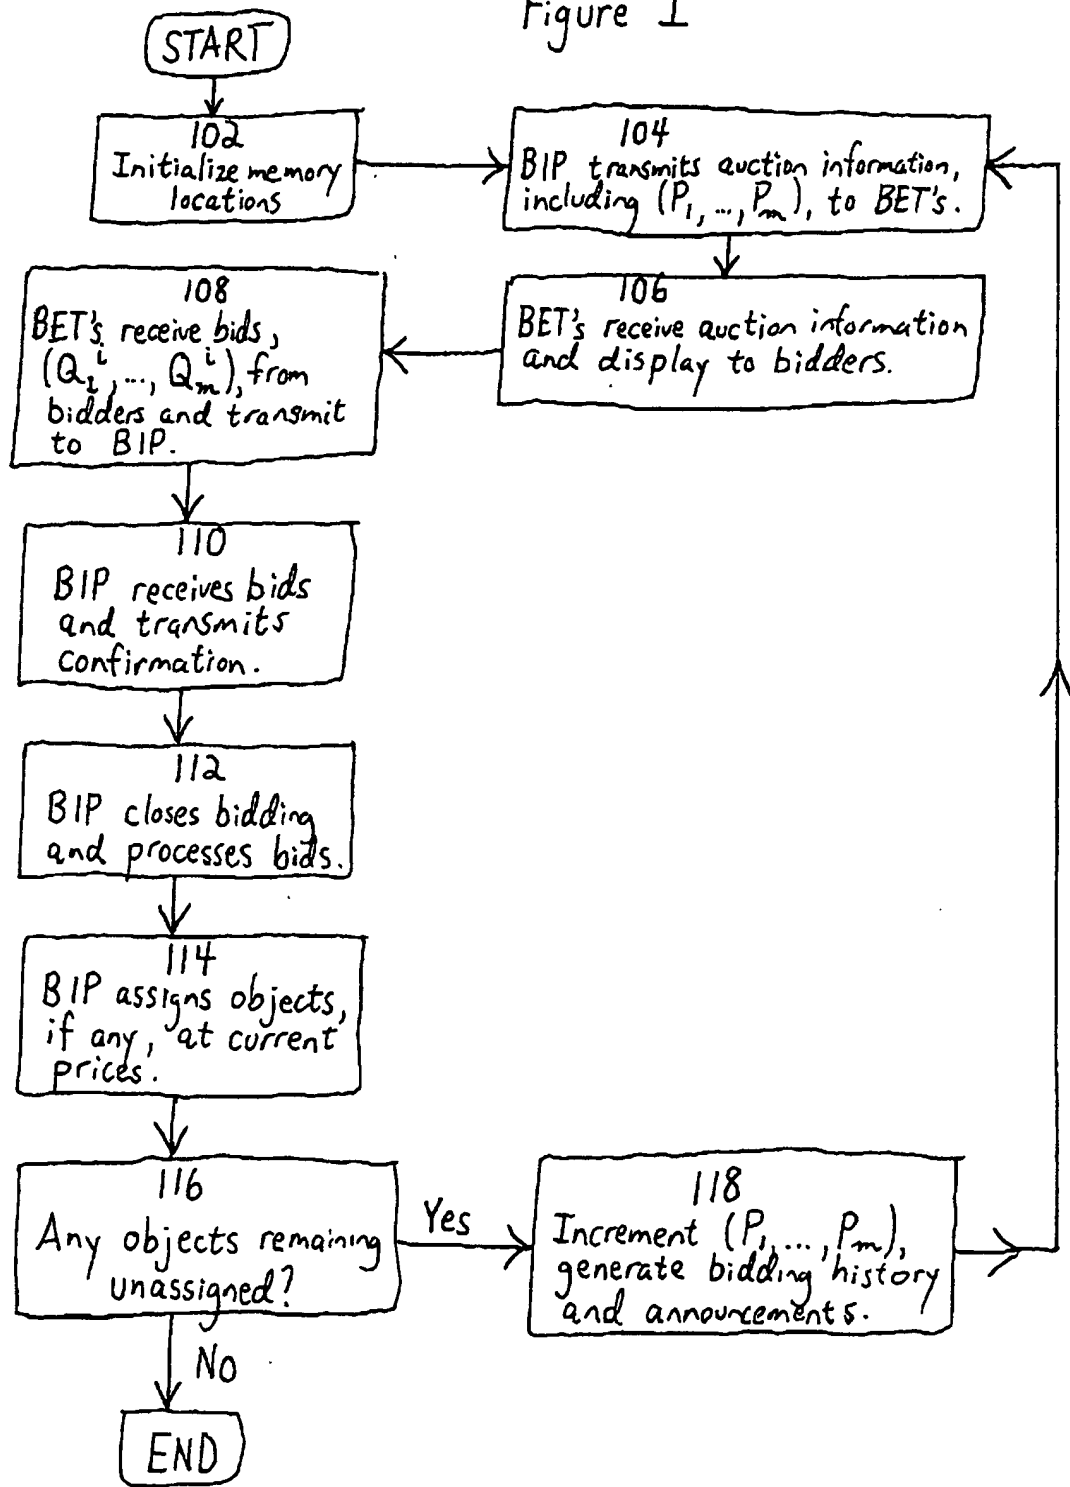 Figure 1
START
102
Initialize memory
locations
104
BIP transmits auction information,
including (P₁, ..., Pₘ), to BET's.
106
BET's receive auction information
and display to bidders.
108
BET's receive bids,
(Q₁ⁱ, ..., Qₘⁱ), from
bidders and transmit
to BIP.
110
BIP receives bids
and transmits
confirmation.
112
BIP closes bidding
and processes bids.
114
BIP assigns objects,
if any, at current
prices.
116
Any objects remaining
unassigned?
Yes
118
Increment (P₁, ..., Pₘ),
generate bidding history
and announcements.
No
END